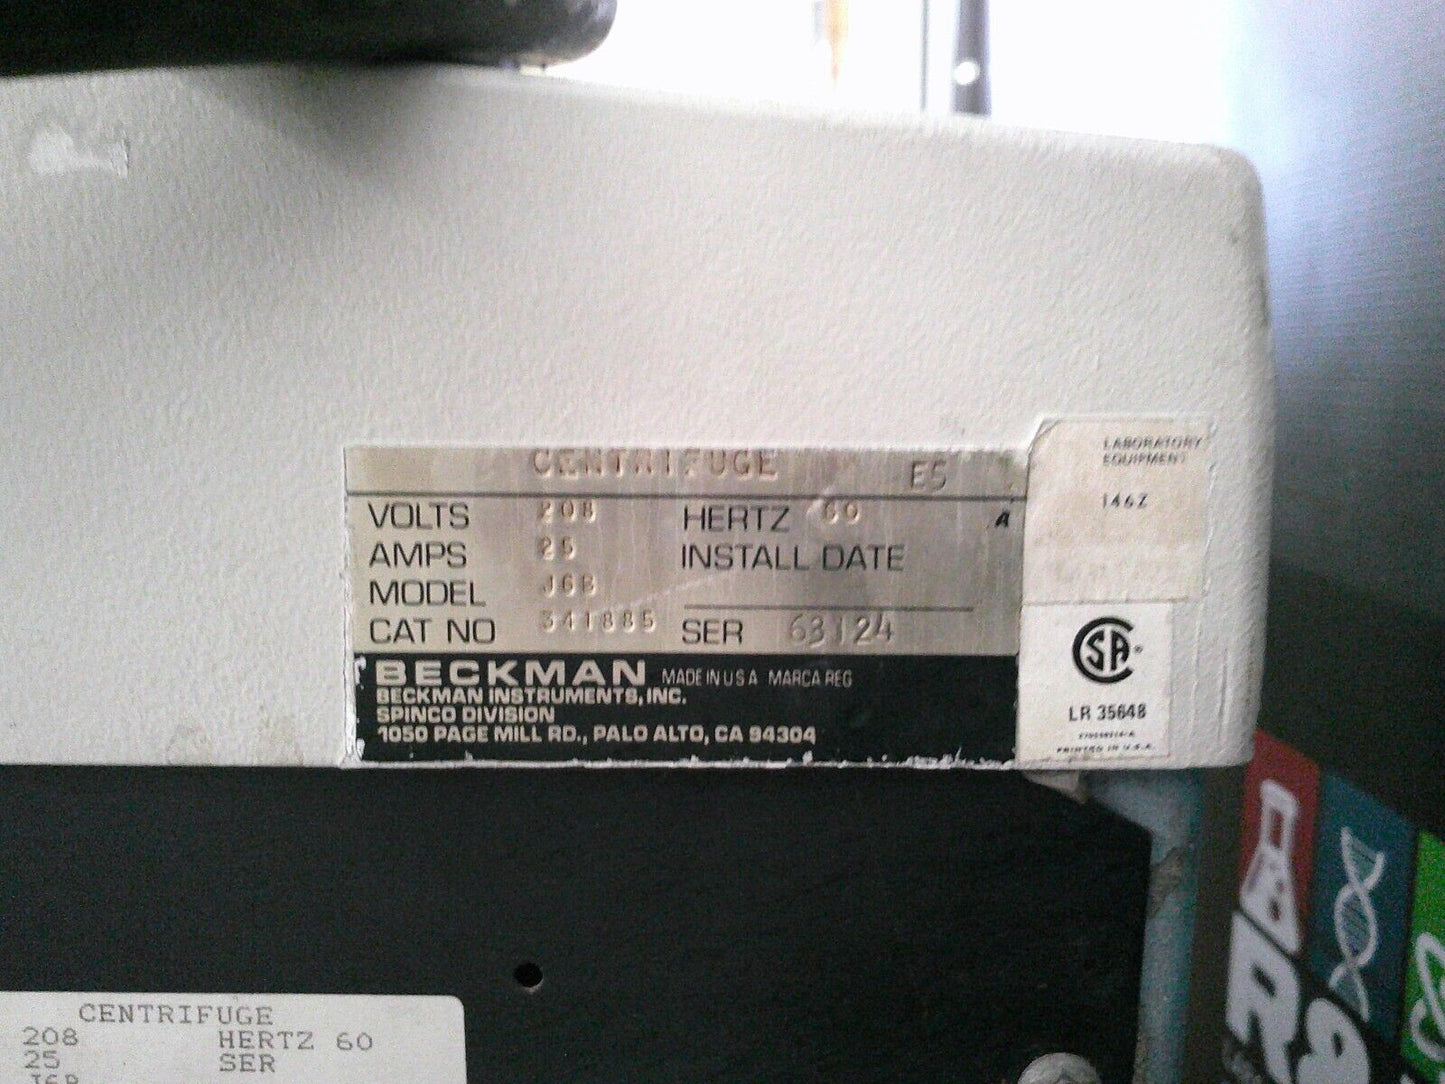 CENTRIFUGE E5
VOLTS 208 HERTZ 60 A
AMPS 25 INSTALL DATE
MODEL J6B
CAT NO 341885 SER 63124
BECKMAN MADE IN U S A MARCA REG
BECKMAN INSTRUMENTS, INC.
SPINCO DIVISION
1050 PAGE MILL RD., PALO ALTO, CA 94304
LABORATORY
EQUIPMENT
146Z
CSA ®
LR 35648
PRINTED IN U.S.A.
CENTRIFUGE
208 HERTZ 60
25 SER
J6B